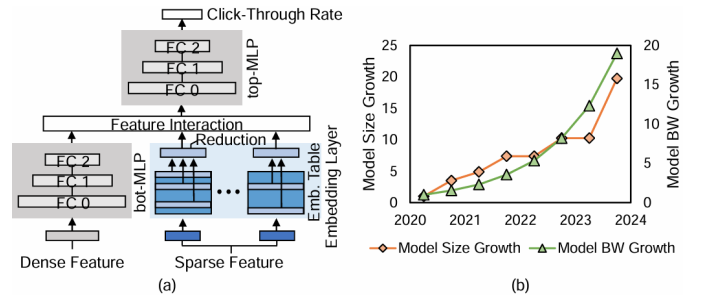 (a)
Click-Through Rate
FC 2
FC 1
FC 0
top-MLP
Feature Interaction
Reduction
FC 2
FC 1
FC 0
bot-MLP
Emb. Table
Embedding Layer
Dense Feature
Sparse Feature
(a)
(b)
Model Size Growth
25
20
15
10
5
0
20
15
10
5
0
Model BW Growth
2020 2021 2022 2023 2024
Model Size Growth Model BW Growth
(b)